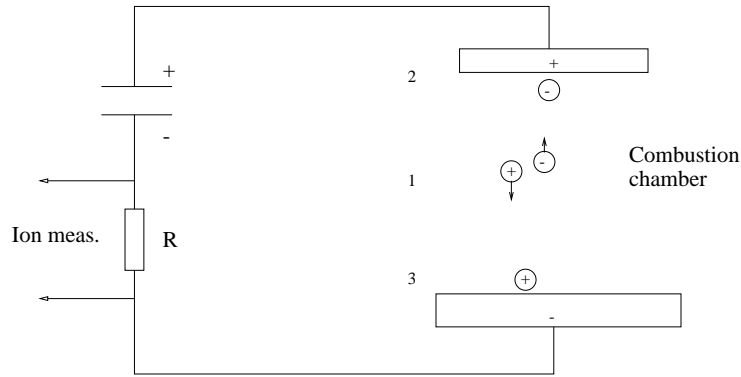 +
-
2
+
-
1
+
-
Combustion
chamber
Ion meas.
R
3
+
-